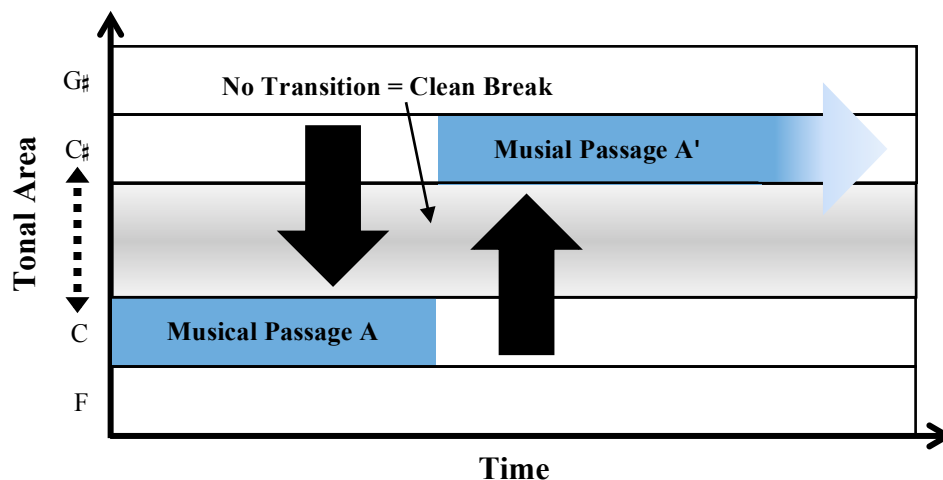 G♯
No Transition = Clean Break
C♯
Musial Passage A'
Tonal Area
C
Musical Passage A
F
Time